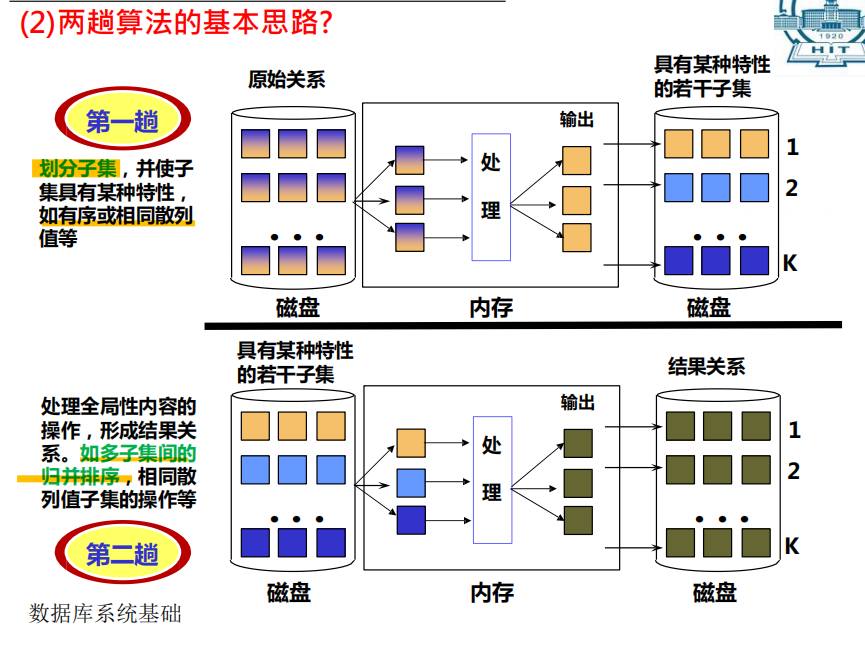 (2)两趟算法的基本思路?
1920
HIT
第一趟
划分子集，并使子
集具有某种特性，
如有序或相同散列
值等
原始关系
输出
处
理
具有某种特性
的若干子集
1
2
• • •
• • •
K
磁盘
内存
磁盘
处理全局性内容的
操作，形成结果关
系。如多子集间的
归并排序，相同散
列值子集的操作等
第二趟
具有某种特性
的若干子集
输出
处
理
结果关系
1
2
• • •
• • •
K
磁盘
内存
磁盘
数据库系统基础